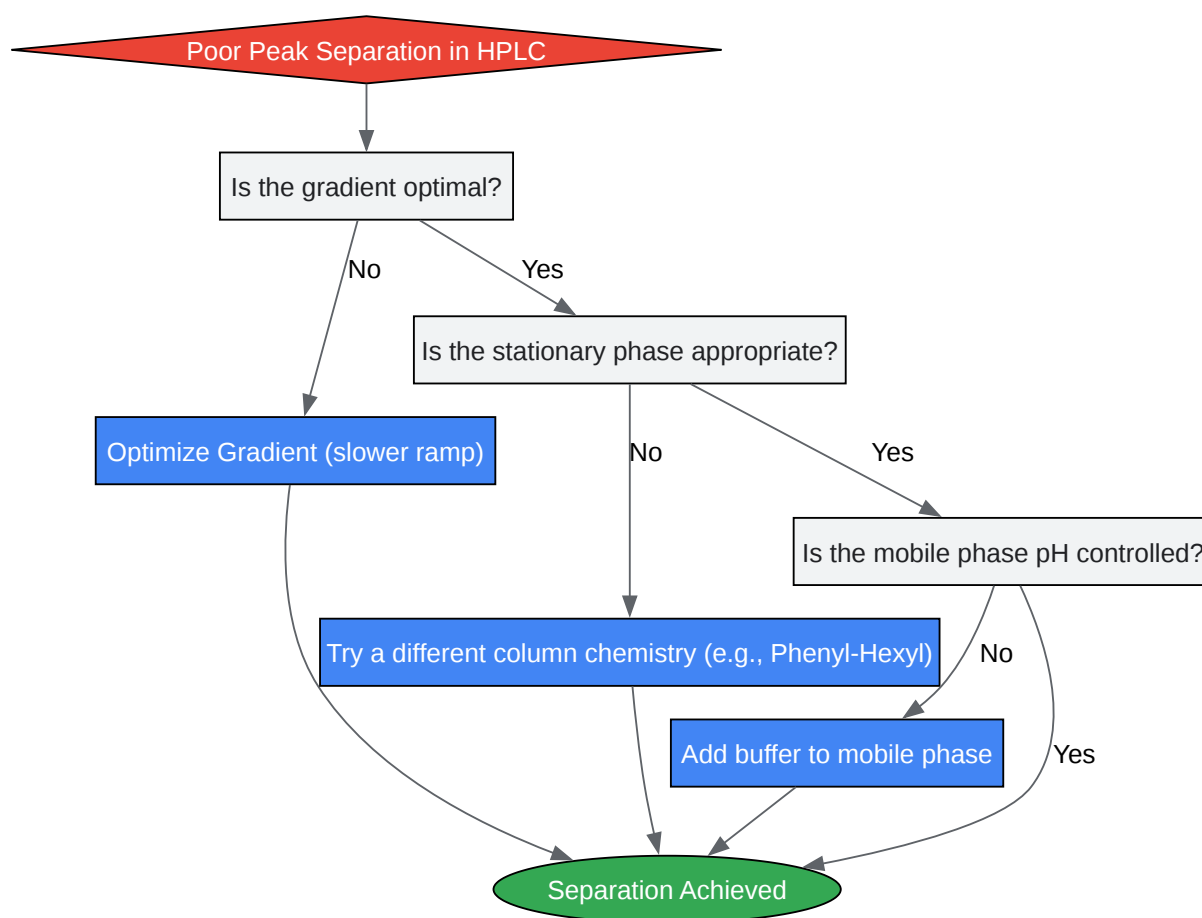 Poor Peak Separation in HPLC
Is the gradient optimal?
No
Yes
Is the stationary phase appropriate?
Optimize Gradient (slower ramp)
No
Yes
Is the mobile phase pH controlled?
Try a different column chemistry (e.g., Phenyl-Hexyl)
No
Add buffer to mobile phase
Yes
Separation Achieved